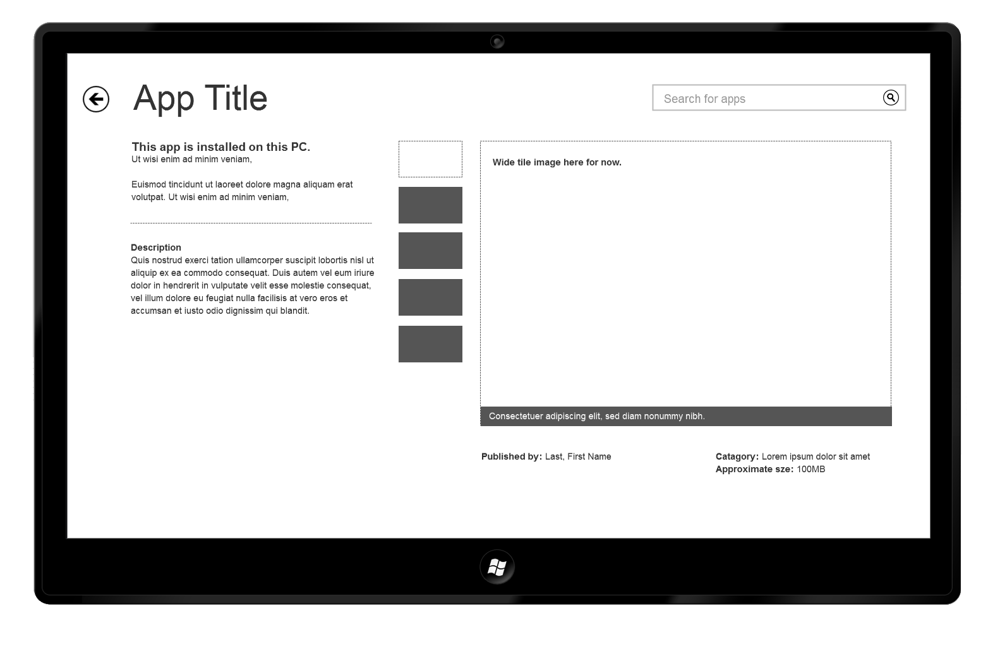 App Title
Search for apps
This app is installed on this PC.
Ut wisi enim ad minim veniam,
Euismod tincidunt ut laoreet dolore magna aliquam erat
volutpat. Ut wisi enim ad minim veniam,
Description
Quis nostrud exerci tation ullamcorper suscipit lobortis nisl ut
aliquip ex ea commodo consequat. Duis autem vel eum iriure
dolor in hendrerit in vulputate velit esse molestie consequat,
vel illum dolore eu feugiat nulla facilisis at vero eros et
accumsan et iusto odio dignissim qui blandit.
Wide tile image here for now.
Consectetuer adipiscing elit, sed diam nonummy nibh.
Published by: Last, First Name
Catagory: Lorem ipsum dolor sit amet
Approximate sze: 100MB